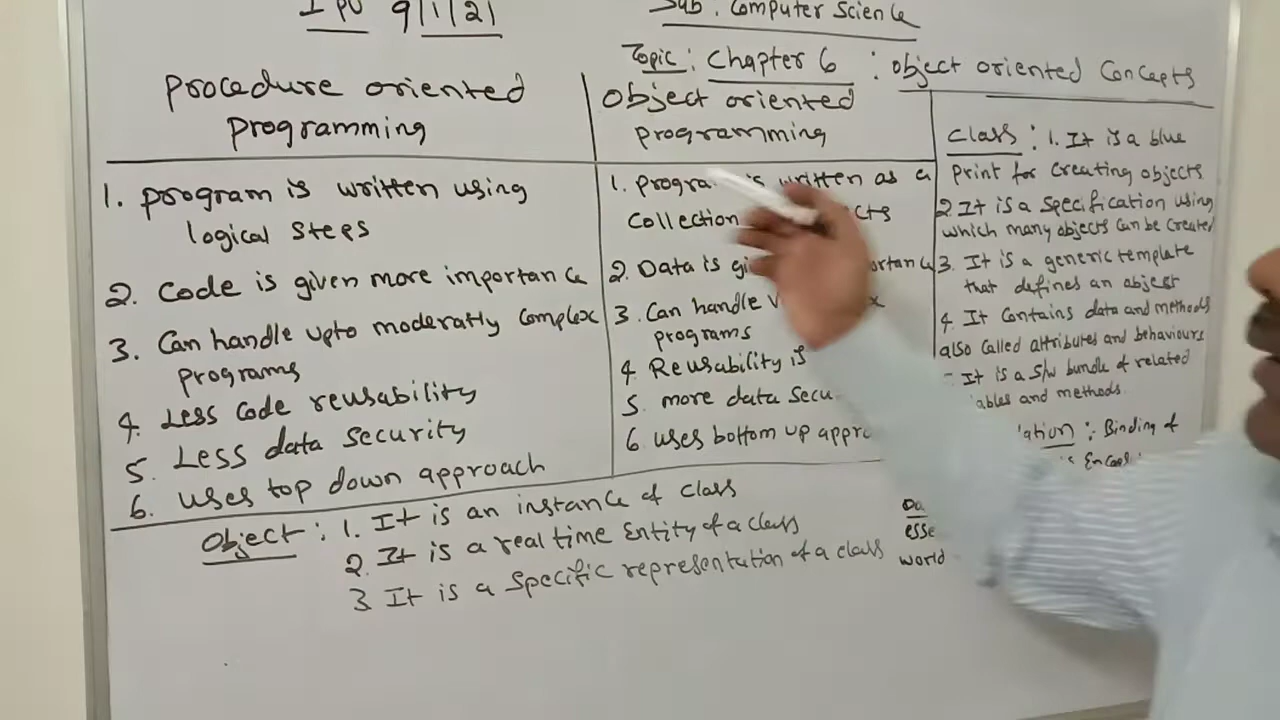 I PU 9/1/21
Sub : Computer Science
Topic : Chapter 6 : Object oriented Concepts
Procedure oriented
programming
1. program is written using
logical steps
2. Code is given more importance
3. Can handle upto moderatly complex
programs
4. Less code reusability
5. Less data security
6. Uses top down approach
Object oriented
programming
1. is written as a
Collection
2. Data is
3. Can handle
programs
4. Reusability is
5. more data
6. uses bottom up
Class : 1. It is a blue
print for creating objects
2. It is a specification using
which many objects can be created
3. It is a generic template
that defines an object
4. It contains data and methods
also called attributes and behaviours
It is a s/w bundle of related
and methods.
: Binding of
Object : 1. It is an instance of class
2. It is a real time Entity of a class
3. It is a specific representation of a class
world